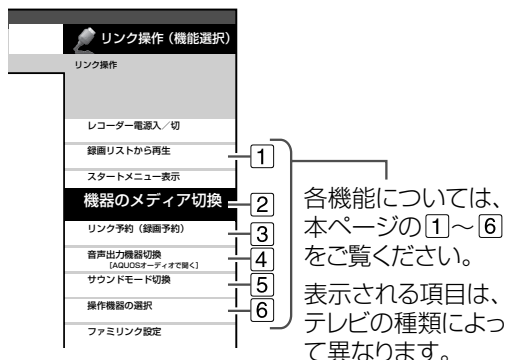 リンク操作（機能選択）
リンク操作
レコーダー電源入／切
録画リストから再生
1
スタートメニュー表示
機器のメディア切換
2
リンク予約（録画予約）
3
音声出力機器切換
［AQUOSオーディオで聞く］
4
サウンドモード切換
5
操作機器の選択
6
ファミリンク設定
各機能については、
本ページの1～6
をご覧ください。
表示される項目は、
テレビの種類によっ
て異なります。